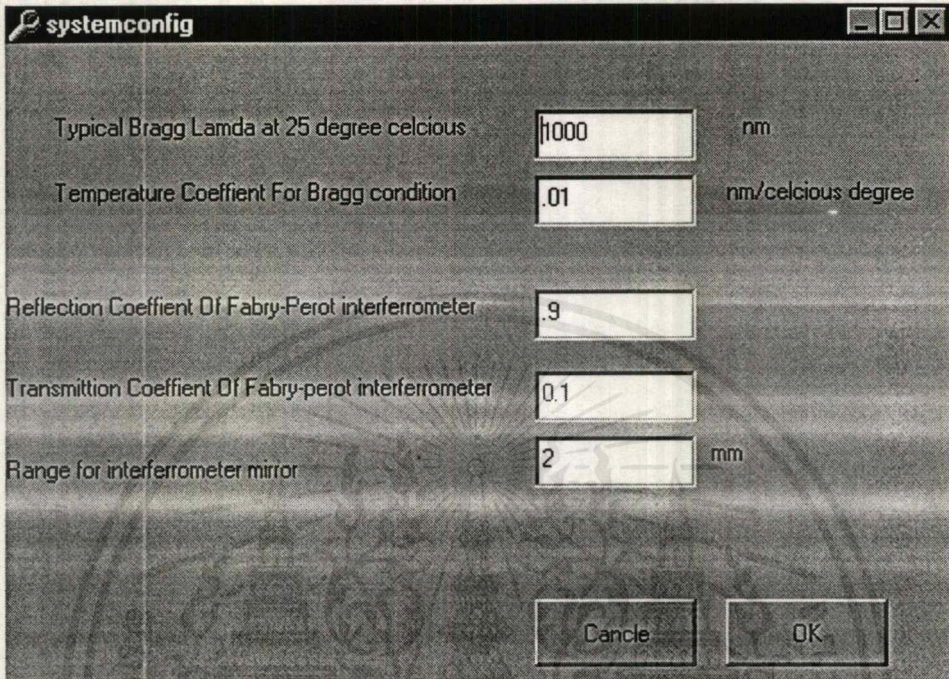 systemconfig
Typical Bragg Lamda at 25 degree celcious 1000 nm
Temperature Coeffient For Bragg condition .01 nm/celcious degree
Reflection Coeffient Of Fabry-Perot interferrometer .9
Transmittion Coeffient Of Fabry-perot interferrometer 0.1
Range for interferrometer mirror 2 mm
Cancle OK